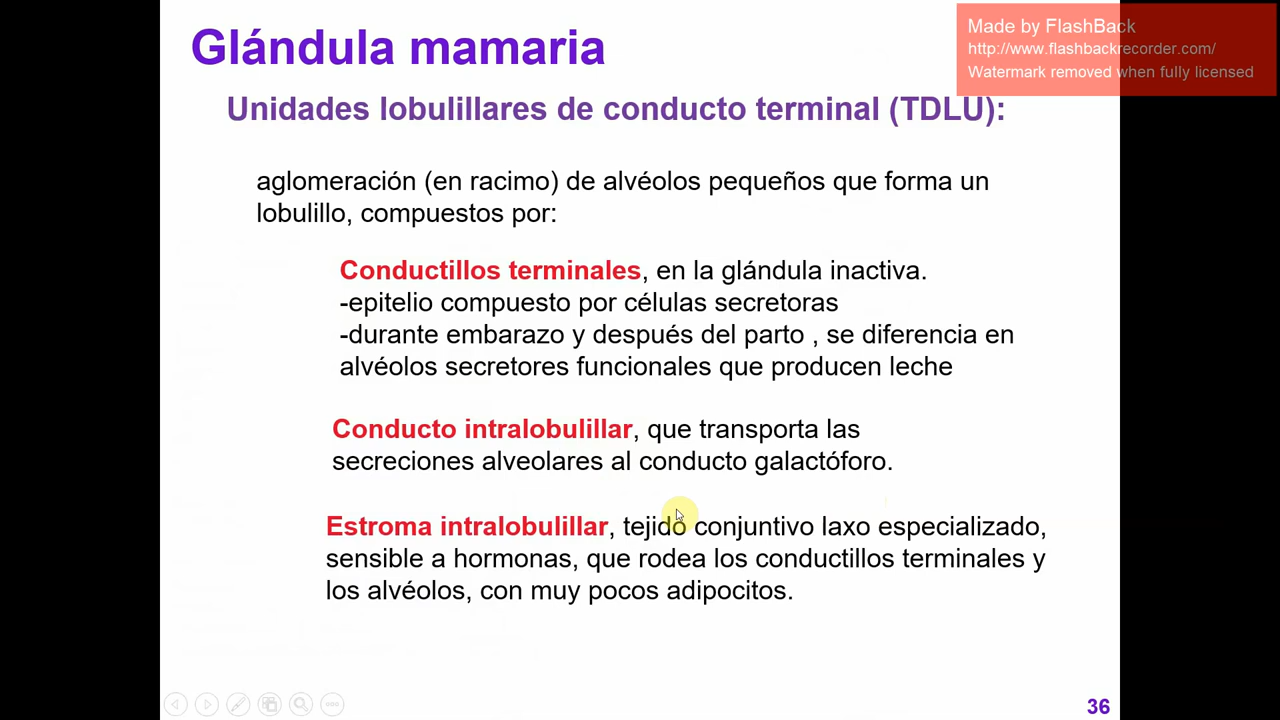 Glándula mamaria
Made by FlashBack
http://www.flashbackrecorder.com/
Watermark removed when fully licensed
Unidades lobulillares de conducto terminal (TDLU):
aglomeración (en racimo) de alvéolos pequeños que forma un
lobulillo, compuestos por:
Conductillos terminales, en la glándula inactiva.
-epitelio compuesto por células secretoras
-durante embarazo y después del parto , se diferencia en
alvéolos secretores funcionales que producen leche
Conducto intralobulillar, que transporta las
secreciones alveolares al conducto galactóforo.
Estroma intralobulillar, tejido conjuntivo laxo especializado,
sensible a hormonas, que rodea los conductillos terminales y
los alvéolos, con muy pocos adipocitos.
36